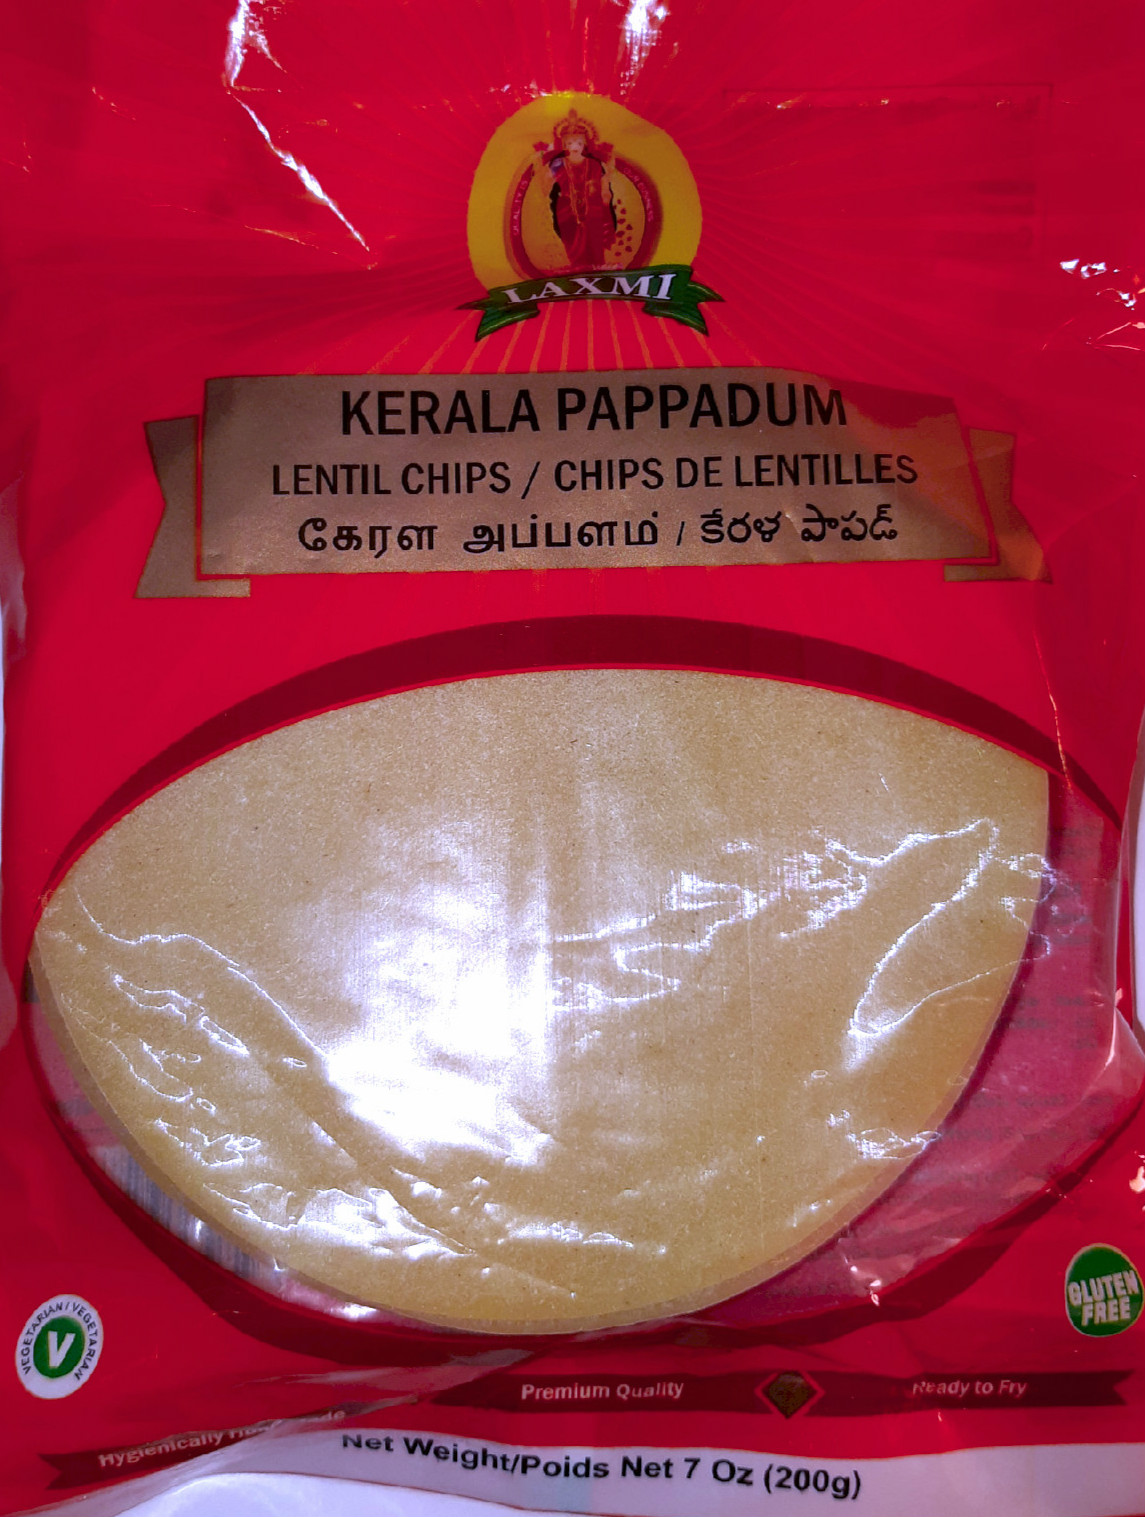 LAXMI
KERALA PAPPADUM
LENTIL CHIPS / CHIPS DE LENTILLES
கேரள அப்பளம் / కేరళ పాపడ్
GLUTEN
FREE
VEGETARIAN / VEGETARIAN
V
Premium Quality
Ready to Fry
Hygienically
Net Weight/Poids Net 7 Oz (200g)